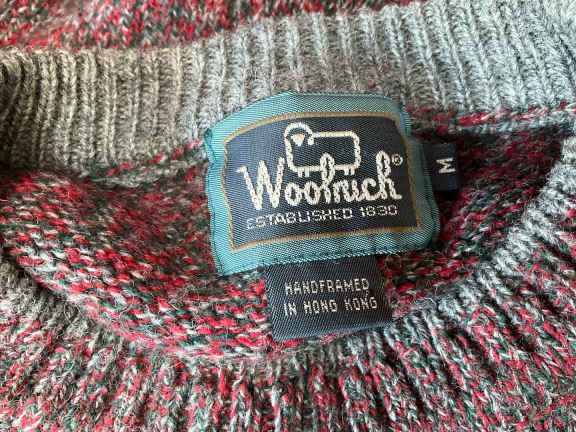 Woolrich®
ESTABLISHED 1830
M
HANDFRAMED
IN HONG KONG